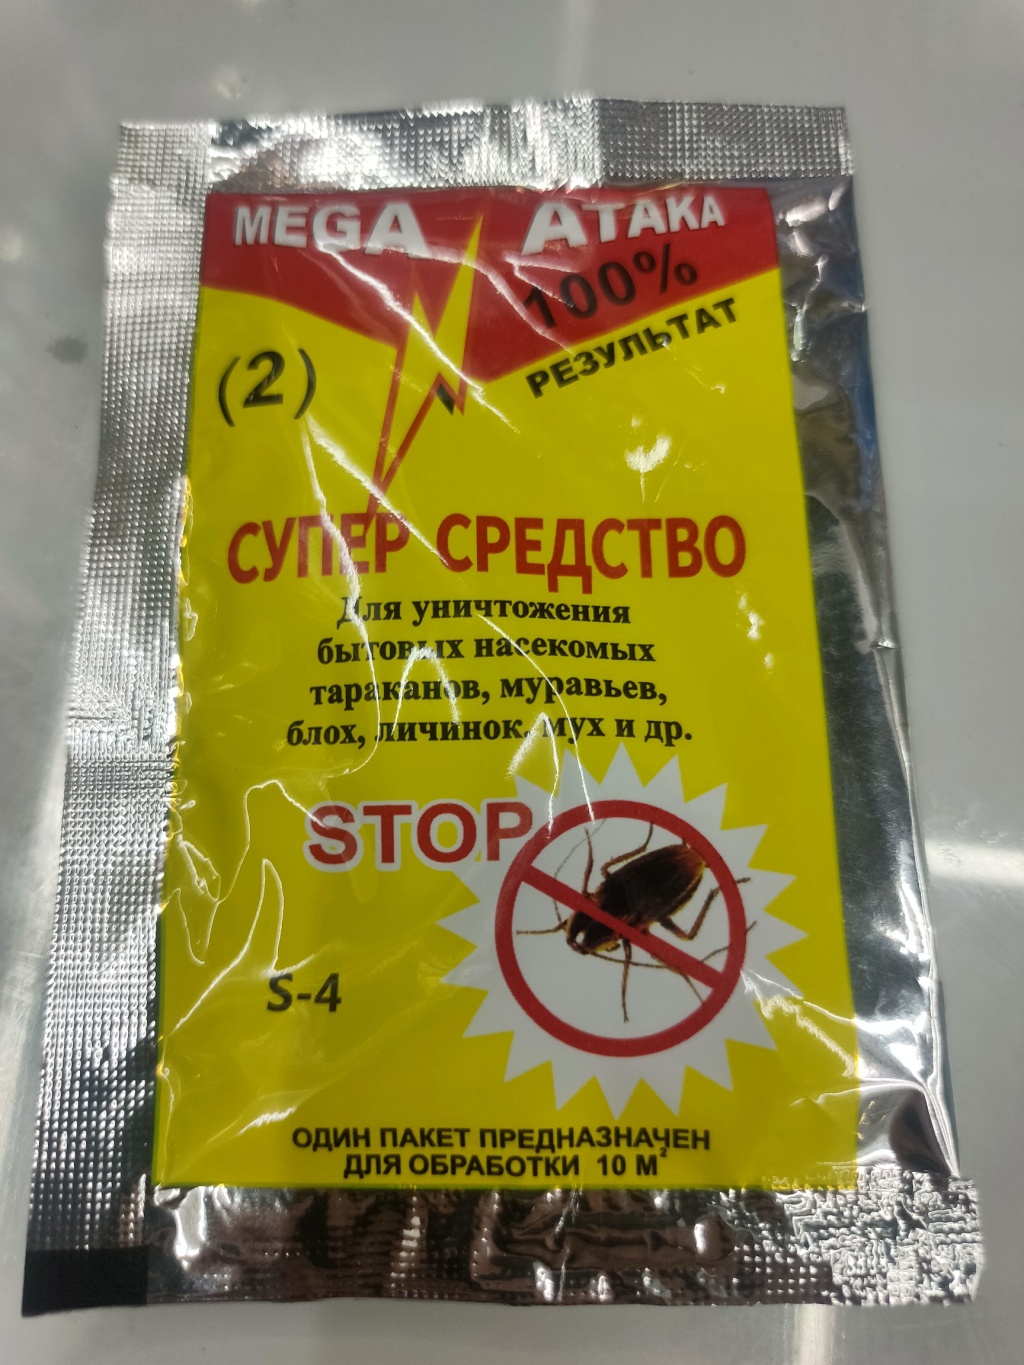 MEGA АТАКА
100%
РЕЗУЛЬТАТ
(2)
СУПЕР СРЕДСТВО
Для уничтожения
бытовых насекомых
тараканов, муравьев,
блох, личинок, мух и др.
STOP
S-4
ОДИН ПАКЕТ ПРЕДНАЗНАЧЕН
ДЛЯ ОБРАБОТКИ 10 М²